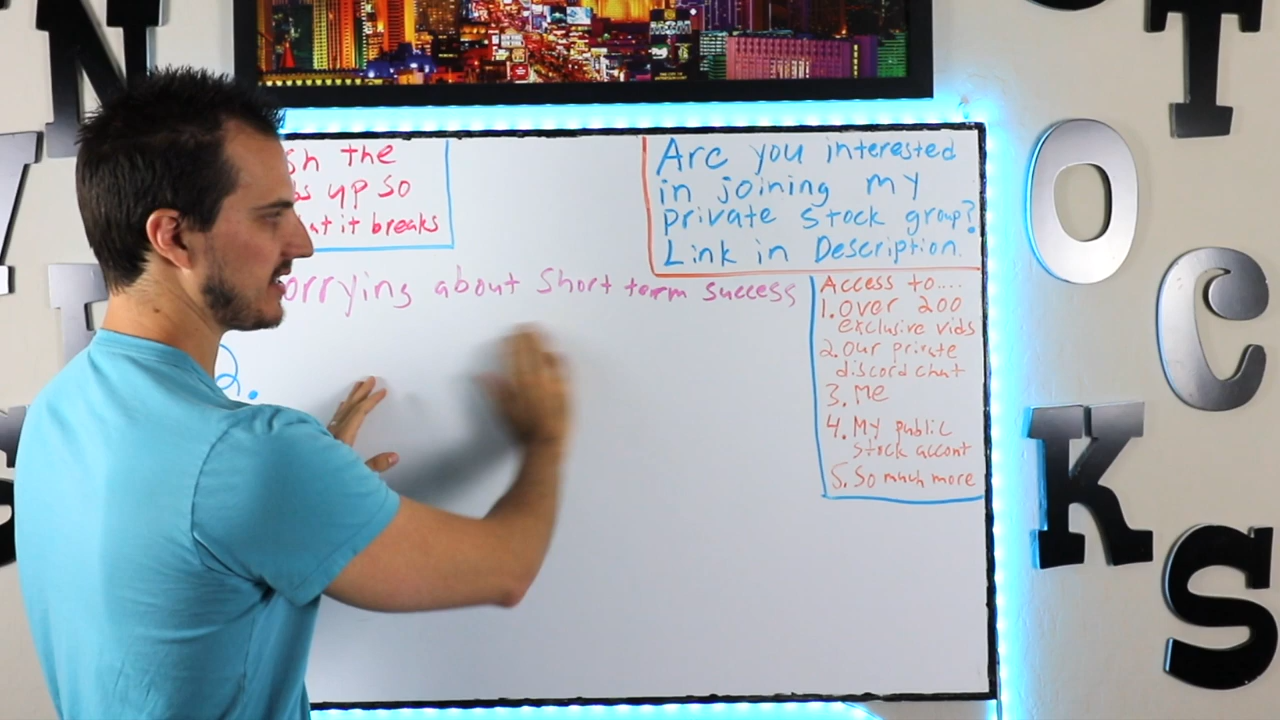 sh the
bs up so
at it breaks
Are you interested
in joining my
private stock group?
Link in Description.
orrying about Short term success
Access to....
1. Over 200
exclusive vids
2. Our private
discord chat
3. Me
4. My public
stock accont
5. So much more
2.
N
S
T
O
C
K
S